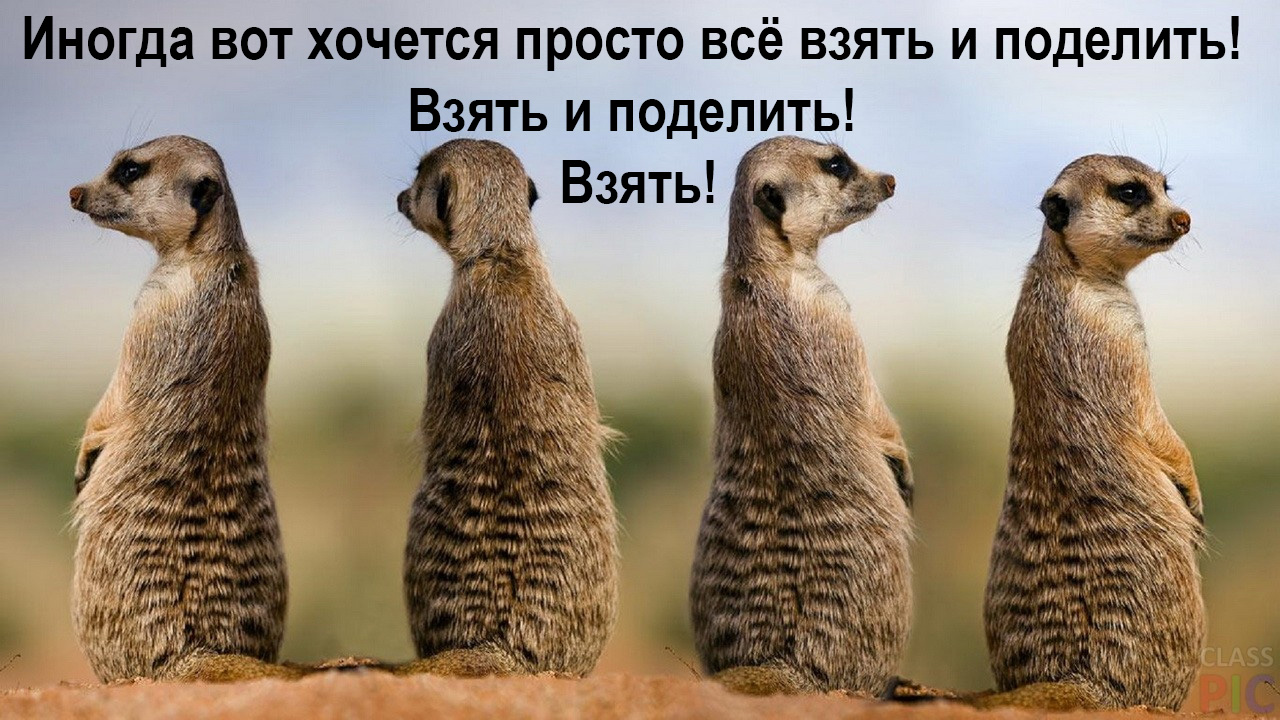 Иногда вот хочется просто всё взять и поделить!
Взять и поделить!
Взять!
CLASS
PIC